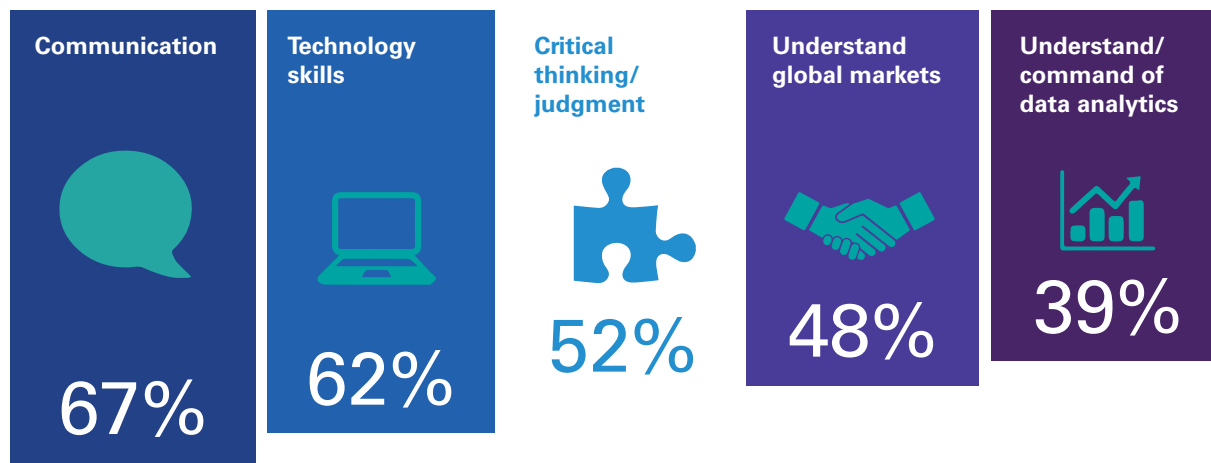 Communication
67%
Technology
skills
62%
Critical
thinking/
judgment
52%
Understand
global markets
48%
Understand/
command of
data analytics
39%